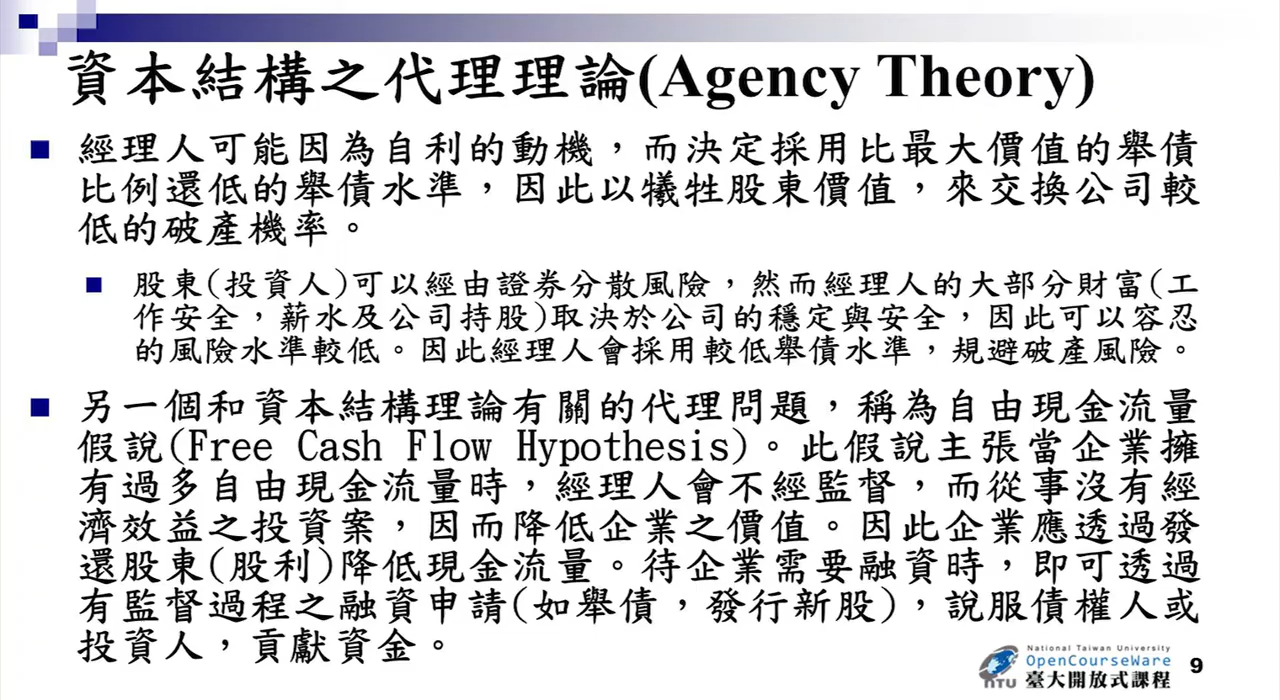 資本結構之代理理論(Agency Theory)
經理人可能因為自利的動機，而決定採用比最大價值的舉債
比例還低的舉債水準，因此以犧牲股東價值，來交換公司較
低的破產機率。
股東(投資人)可以經由證券分散風險，然而經理人的大部分財富(工
作安全，薪水及公司持股)取決於公司的穩定與安全，因此可以容忍
的風險水準較低。因此經理人會採用較低舉債水準，規避破產風險。
另一個和資本結構理論有關的代理問題，稱為自由現金流量
假說(Free Cash Flow Hypothesis)。此假說主張當企業擁
有過多自由現金流量時，經理人會不經監督，而從事沒有經
濟效益之投資案，因而降低企業之價值。因此企業應透過發
還股東(股利)降低現金流量。待企業需要融資時，即可透過
有監督過程之融資申請(如舉債，發行新股)，說服債權人或
投資人，貢獻資金。
National Taiwan University
OpenCourseWare
NTU 臺大開放式課程
9